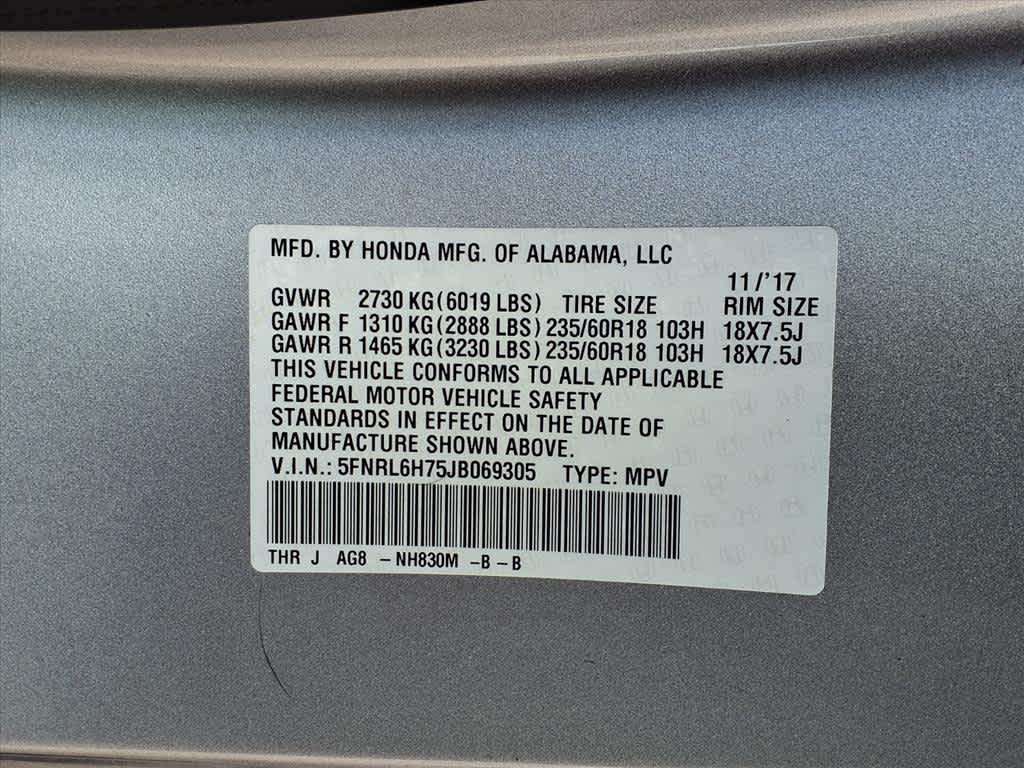 MFD. BY HONDA MFG. OF ALABAMA, LLC
11/'17
GVWR 2730 KG (6019 LBS) TIRE SIZE RIM SIZE
GAWR F 1310 KG (2888 LBS) 235/60R18 103H 18X7.5J
GAWR R 1465 KG (3230 LBS) 235/60R18 103H 18X7.5J
THIS VEHICLE CONFORMS TO ALL APPLICABLE
FEDERAL MOTOR VEHICLE SAFETY
STANDARDS IN EFFECT ON THE DATE OF
MANUFACTURE SHOWN ABOVE.
V.I.N.: 5FNRL6H75JB069305 TYPE: MPV
THR J AG8 - NH830M - B - B